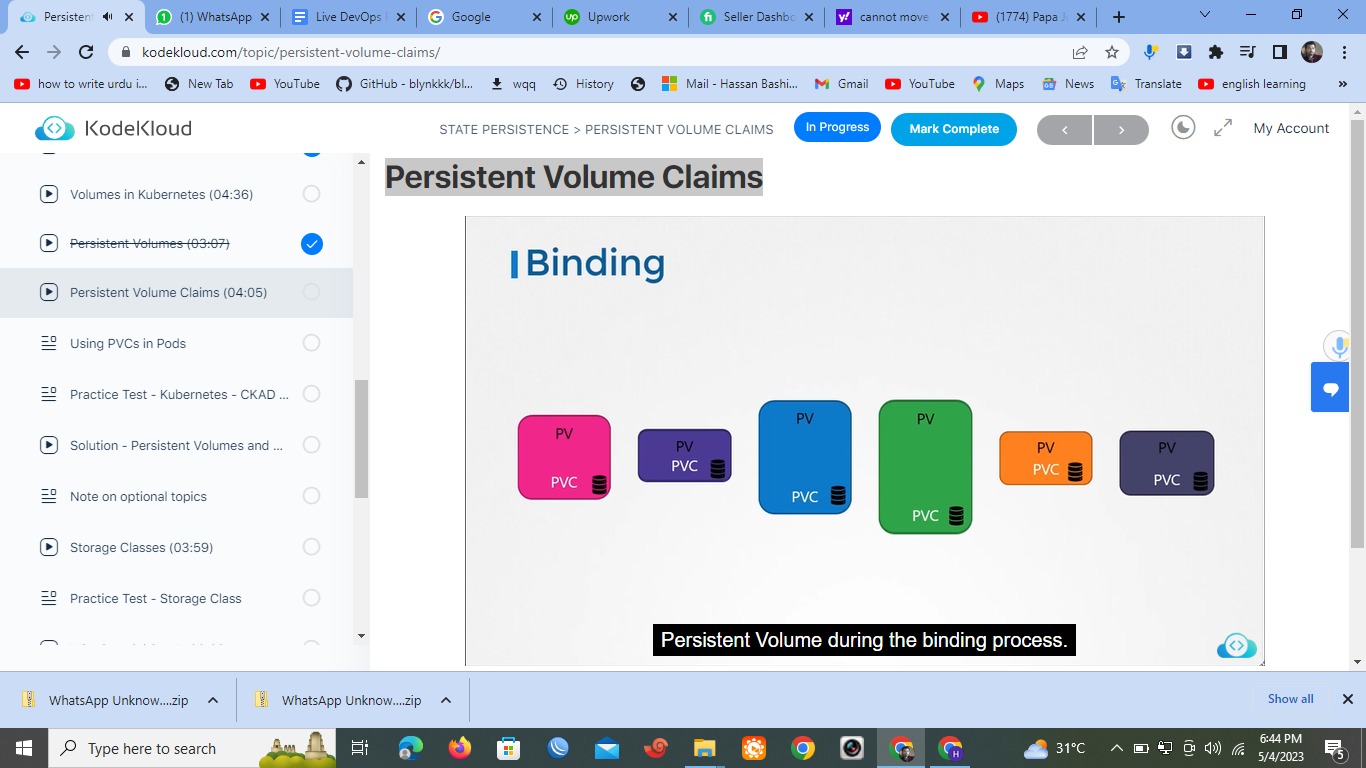 Persistent
(1) WhatsApp
Live DevOps
Google
Upwork
Seller Dashbo
cannot move
(1774) Papa J
kodekloud.com/topic/persistent-volume-claims/
how to write urdu i...
New Tab
YouTube
GitHub - blynkkk/bl...
wqq
History
Mail - Hassan Bashi...
Gmail
YouTube
Maps
News
Translate
english learning
KodeKloud
STATE PERSISTENCE > PERSISTENT VOLUME CLAIMS
In Progress
Mark Complete
My Account
Volumes in Kubernetes (04:36)
Persistent Volumes (03:07)
Persistent Volume Claims (04:05)
Using PVCs in Pods
Practice Test - Kubernetes - CKAD ...
Solution - Persistent Volumes and ...
Note on optional topics
Storage Classes (03:59)
Practice Test - Storage Class
Persistent Volume Claims
Binding
PV PV PV PV PV PV
PVC PVC PVC PVC PVC PVC
Persistent Volume during the binding process.
WhatsApp Unknow....zip
WhatsApp Unknow....zip
Show all
Type here to search
31°C
6:44 PM
5/4/2023
5